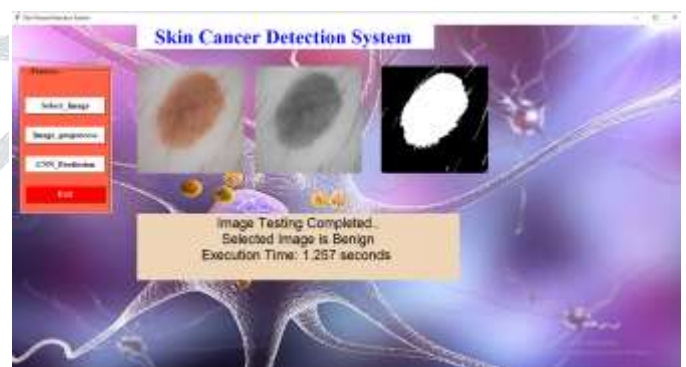 Skin Cancer Detection System
Select_Image
Image_preprocess
CNN_Prediction
Exit
Image Testing Completed..
Selected Image is Benign
Execution Time: 1.257 seconds